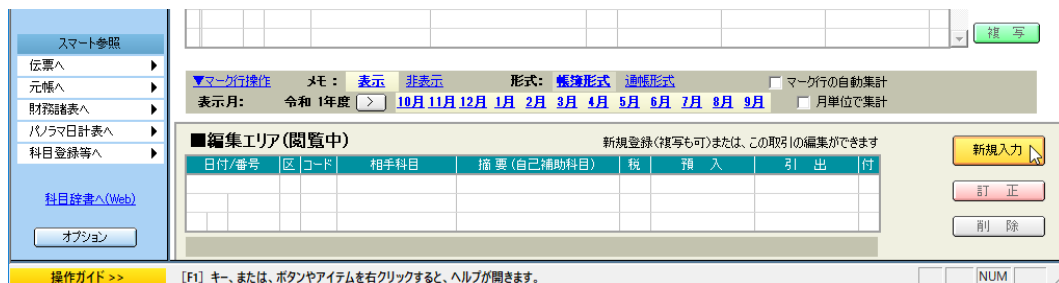 スマート参照
伝票へ
元帳へ
財務諸表へ
パノラマ日計表へ
科目登録等へ
科目辞書へ(Web)
オプション
操作ガイド >>
複 写
▼マーク行操作 メモ： 表示 非表示 形式: 帳簿形式 通帳形式 マーク行の自動集計
表示月: 令和 1年度 > 10月 11月 12月 1月 2月 3月 4月 5月 6月 7月 8月 9月 月単位で集計
■編集エリア(閲覧中) 新規登録(複写も可)または、この取引の編集ができます
日付/番号 区 コード 相手科目 摘 要(自己補助科目) 税 預 入 引 出 付
新規入力
訂 正
削 除
[F1] キー、または、ボタンやアイテムを右クリックすると、ヘルプが開きます。 NUM